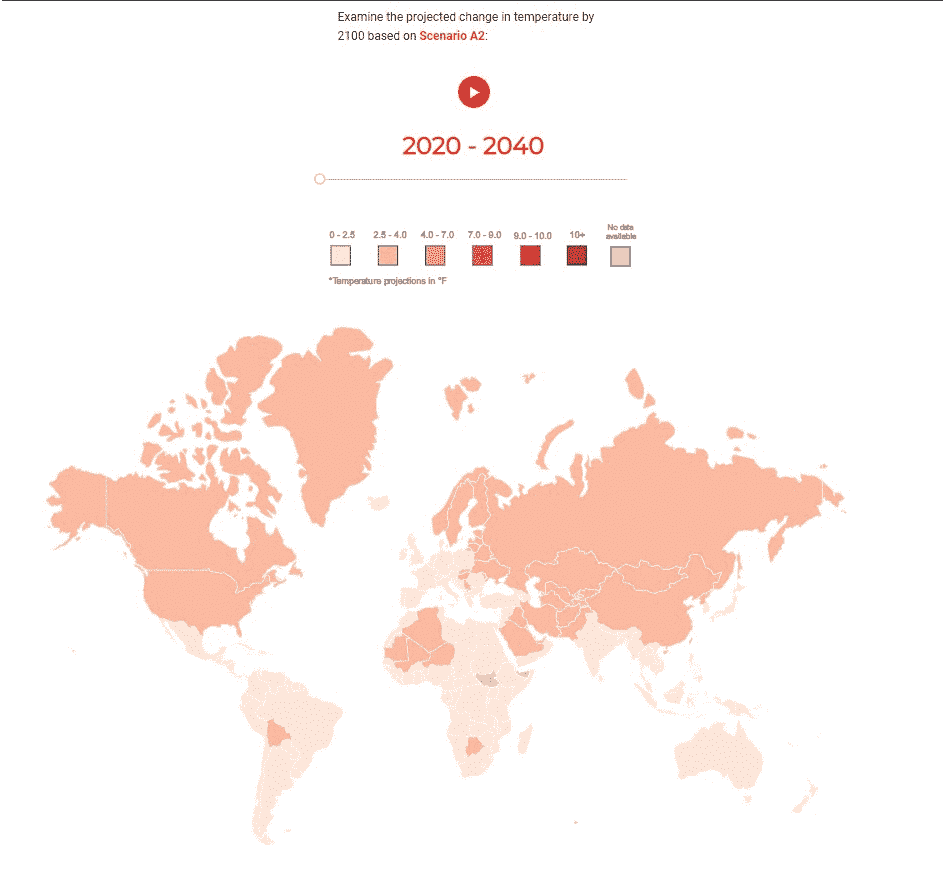 Examine the projected change in temperature by
2100 based on Scenario A2:
2020 - 2040
0 - 2.5 2.5 - 4.0 4.0 - 7.0 7.0 - 9.0 9.0 - 10.0 10+ No data
available
*Temperature projections in °F